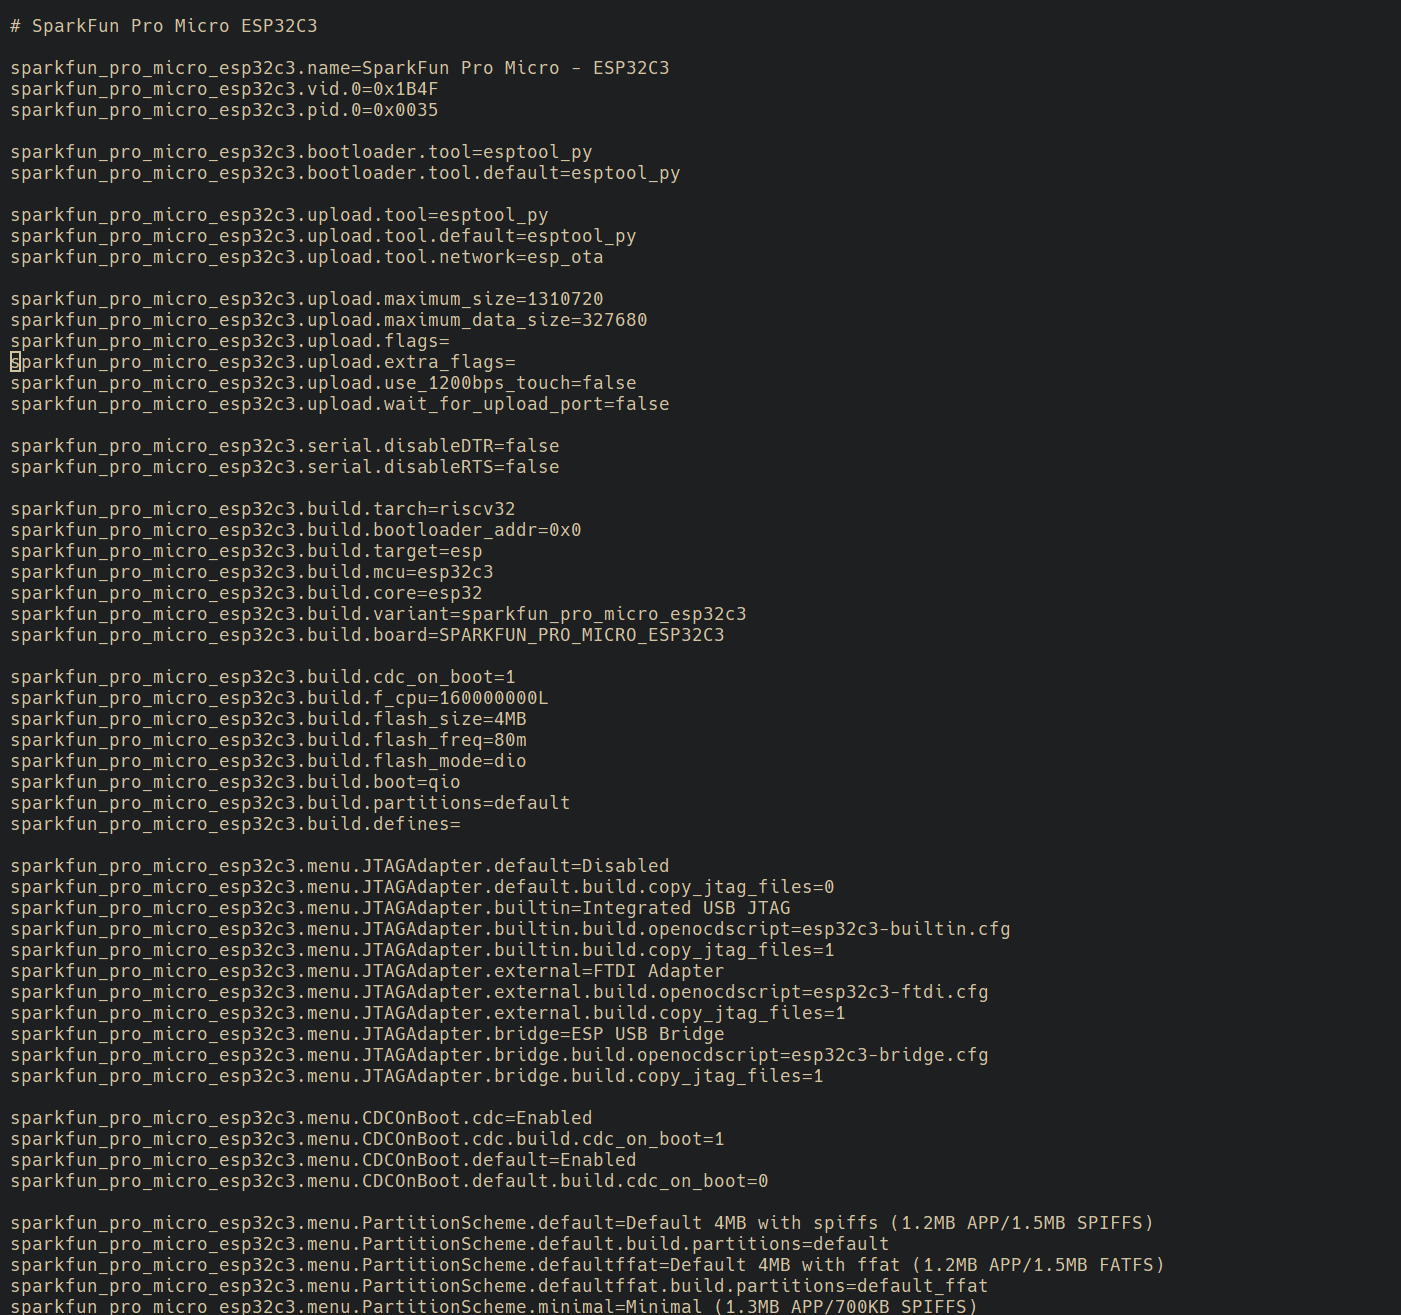 # SparkFun Pro Micro ESP32C3
sparkfun_pro_micro_esp32c3.name=SparkFun Pro Micro - ESP32C3
sparkfun_pro_micro_esp32c3.vid.0=0x1B4F
sparkfun_pro_micro_esp32c3.pid.0=0x0035
sparkfun_pro_micro_esp32c3.bootloader.tool=esptool_py
sparkfun_pro_micro_esp32c3.bootloader.tool.default=esptool_py
sparkfun_pro_micro_esp32c3.upload.tool=esptool_py
sparkfun_pro_micro_esp32c3.upload.tool.default=esptool_py
sparkfun_pro_micro_esp32c3.upload.tool.network=esp_ota
sparkfun_pro_micro_esp32c3.upload.maximum_size=1310720
sparkfun_pro_micro_esp32c3.upload.maximum_data_size=327680
sparkfun_pro_micro_esp32c3.upload.flags=
sparkfun_pro_micro_esp32c3.upload.extra_flags=
sparkfun_pro_micro_esp32c3.upload.use_1200bps_touch=false
sparkfun_pro_micro_esp32c3.upload.wait_for_upload_port=false
sparkfun_pro_micro_esp32c3.serial.disableDTR=false
sparkfun_pro_micro_esp32c3.serial.disableRTS=false
sparkfun_pro_micro_esp32c3.build.tarch=riscv32
sparkfun_pro_micro_esp32c3.build.bootloader_addr=0x0
sparkfun_pro_micro_esp32c3.build.target=esp
sparkfun_pro_micro_esp32c3.build.mcu=esp32c3
sparkfun_pro_micro_esp32c3.build.core=esp32
sparkfun_pro_micro_esp32c3.build.variant=sparkfun_pro_micro_esp32c3
sparkfun_pro_micro_esp32c3.build.board=SPARKFUN_PRO_MICRO_ESP32C3
sparkfun_pro_micro_esp32c3.build.cdc_on_boot=1
sparkfun_pro_micro_esp32c3.build.f_cpu=160000000L
sparkfun_pro_micro_esp32c3.build.flash_size=4MB
sparkfun_pro_micro_esp32c3.build.flash_freq=80m
sparkfun_pro_micro_esp32c3.build.flash_mode=dio
sparkfun_pro_micro_esp32c3.build.boot=qio
sparkfun_pro_micro_esp32c3.build.partitions=default
sparkfun_pro_micro_esp32c3.build.defines=
sparkfun_pro_micro_esp32c3.menu.JTAGAdapter.default=Disabled
sparkfun_pro_micro_esp32c3.menu.JTAGAdapter.default.build.copy_jtag_files=0
sparkfun_pro_micro_esp32c3.menu.JTAGAdapter.builtin=Integrated USB JTAG
sparkfun_pro_micro_esp32c3.menu.JTAGAdapter.builtin.build.openocdscript=esp32c3-builtin.cfg
sparkfun_pro_micro_esp32c3.menu.JTAGAdapter.builtin.build.copy_jtag_files=1
sparkfun_pro_micro_esp32c3.menu.JTAGAdapter.external=FTDI Adapter
sparkfun_pro_micro_esp32c3.menu.JTAGAdapter.external.build.openocdscript=esp32c3-ftdi.cfg
sparkfun_pro_micro_esp32c3.menu.JTAGAdapter.external.build.copy_jtag_files=1
sparkfun_pro_micro_esp32c3.menu.JTAGAdapter.bridge=ESP USB Bridge
sparkfun_pro_micro_esp32c3.menu.JTAGAdapter.bridge.build.openocdscript=esp32c3-bridge.cfg
sparkfun_pro_micro_esp32c3.menu.JTAGAdapter.bridge.build.copy_jtag_files=1
sparkfun_pro_micro_esp32c3.menu.CDCOnBoot.cdc=Enabled
sparkfun_pro_micro_esp32c3.menu.CDCOnBoot.cdc.build.cdc_on_boot=1
sparkfun_pro_micro_esp32c3.menu.CDCOnBoot.default=Enabled
sparkfun_pro_micro_esp32c3.menu.CDCOnBoot.default.build.cdc_on_boot=0
sparkfun_pro_micro_esp32c3.menu.PartitionScheme.default=Default 4MB with spiffs (1.2MB APP/1.5MB SPIFFS)
sparkfun_pro_micro_esp32c3.menu.PartitionScheme.default.build.partitions=default
sparkfun_pro_micro_esp32c3.menu.PartitionScheme.defaultffat=Default 4MB with ffat (1.2MB APP/1.5MB FATFS)
sparkfun_pro_micro_esp32c3.menu.PartitionScheme.defaultffat.build.partitions=default_ffat
sparkfun_pro_micro_esp32c3.menu.PartitionScheme.minimal=Minimal (1.3MB APP/700KB SPIFFS)